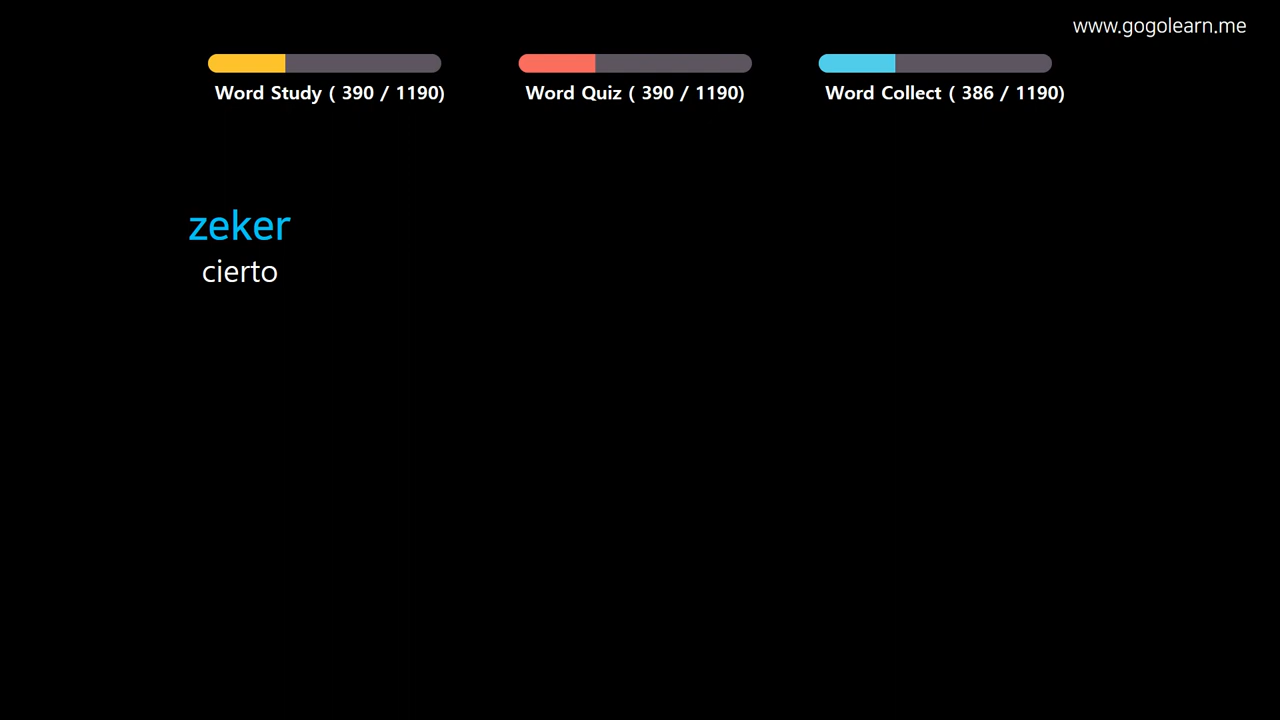 www.gogolearn.me
Word Study ( 390 / 1190)
Word Quiz ( 390 / 1190)
Word Collect ( 386 / 1190)
zeker
cierto